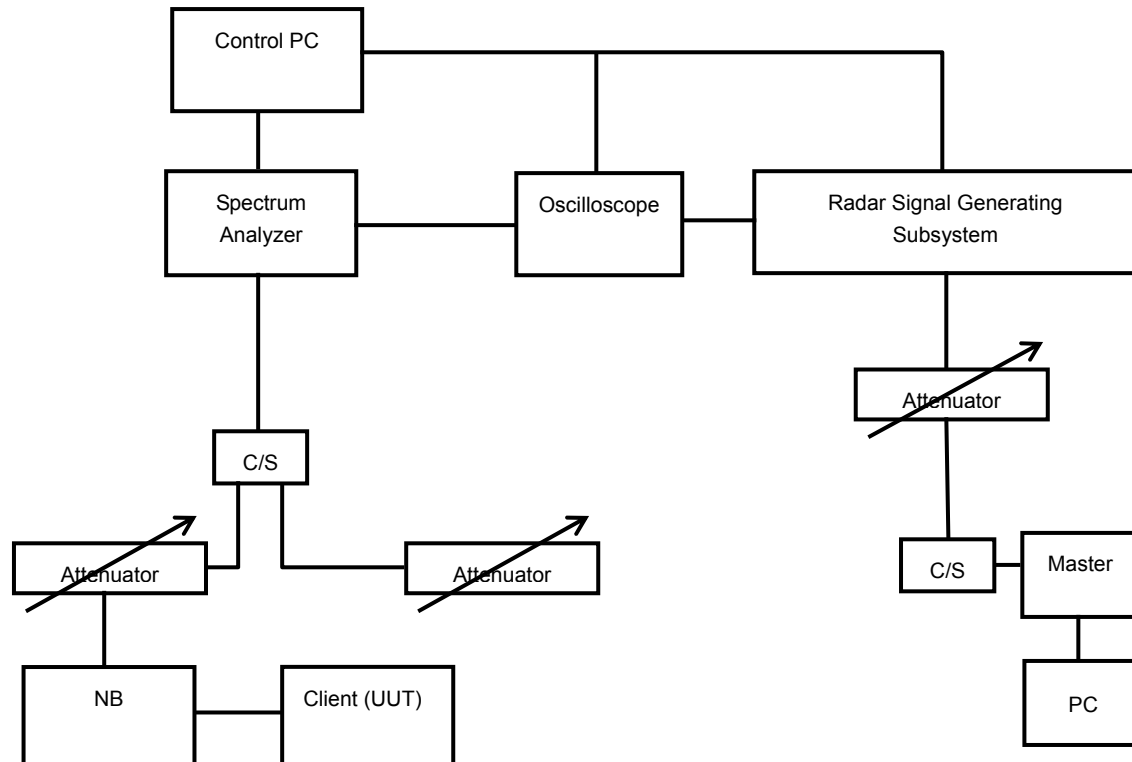 Control PC
Spectrum
Analyzer
Oscilloscope
Radar Signal Generating
Subsystem
Attenuator
C/S
Attenuator
Attenuator
C/S
Master
NB
Client (UUT)
PC